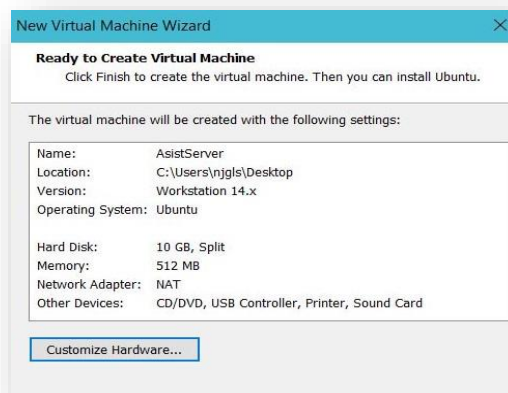 New Virtual Machine Wizard
Ready to Create Virtual Machine
Click Finish to create the virtual machine. Then you can install Ubuntu.
The virtual machine will be created with the following settings:
Name: AsistServer
Location: C:\Users\njgls\Desktop
Version: Workstation 14.x
Operating System: Ubuntu
Hard Disk: 10 GB, Split
Memory: 512 MB
Network Adapter: NAT
Other Devices: CD/DVD, USB Controller, Printer, Sound Card
Customize Hardware...